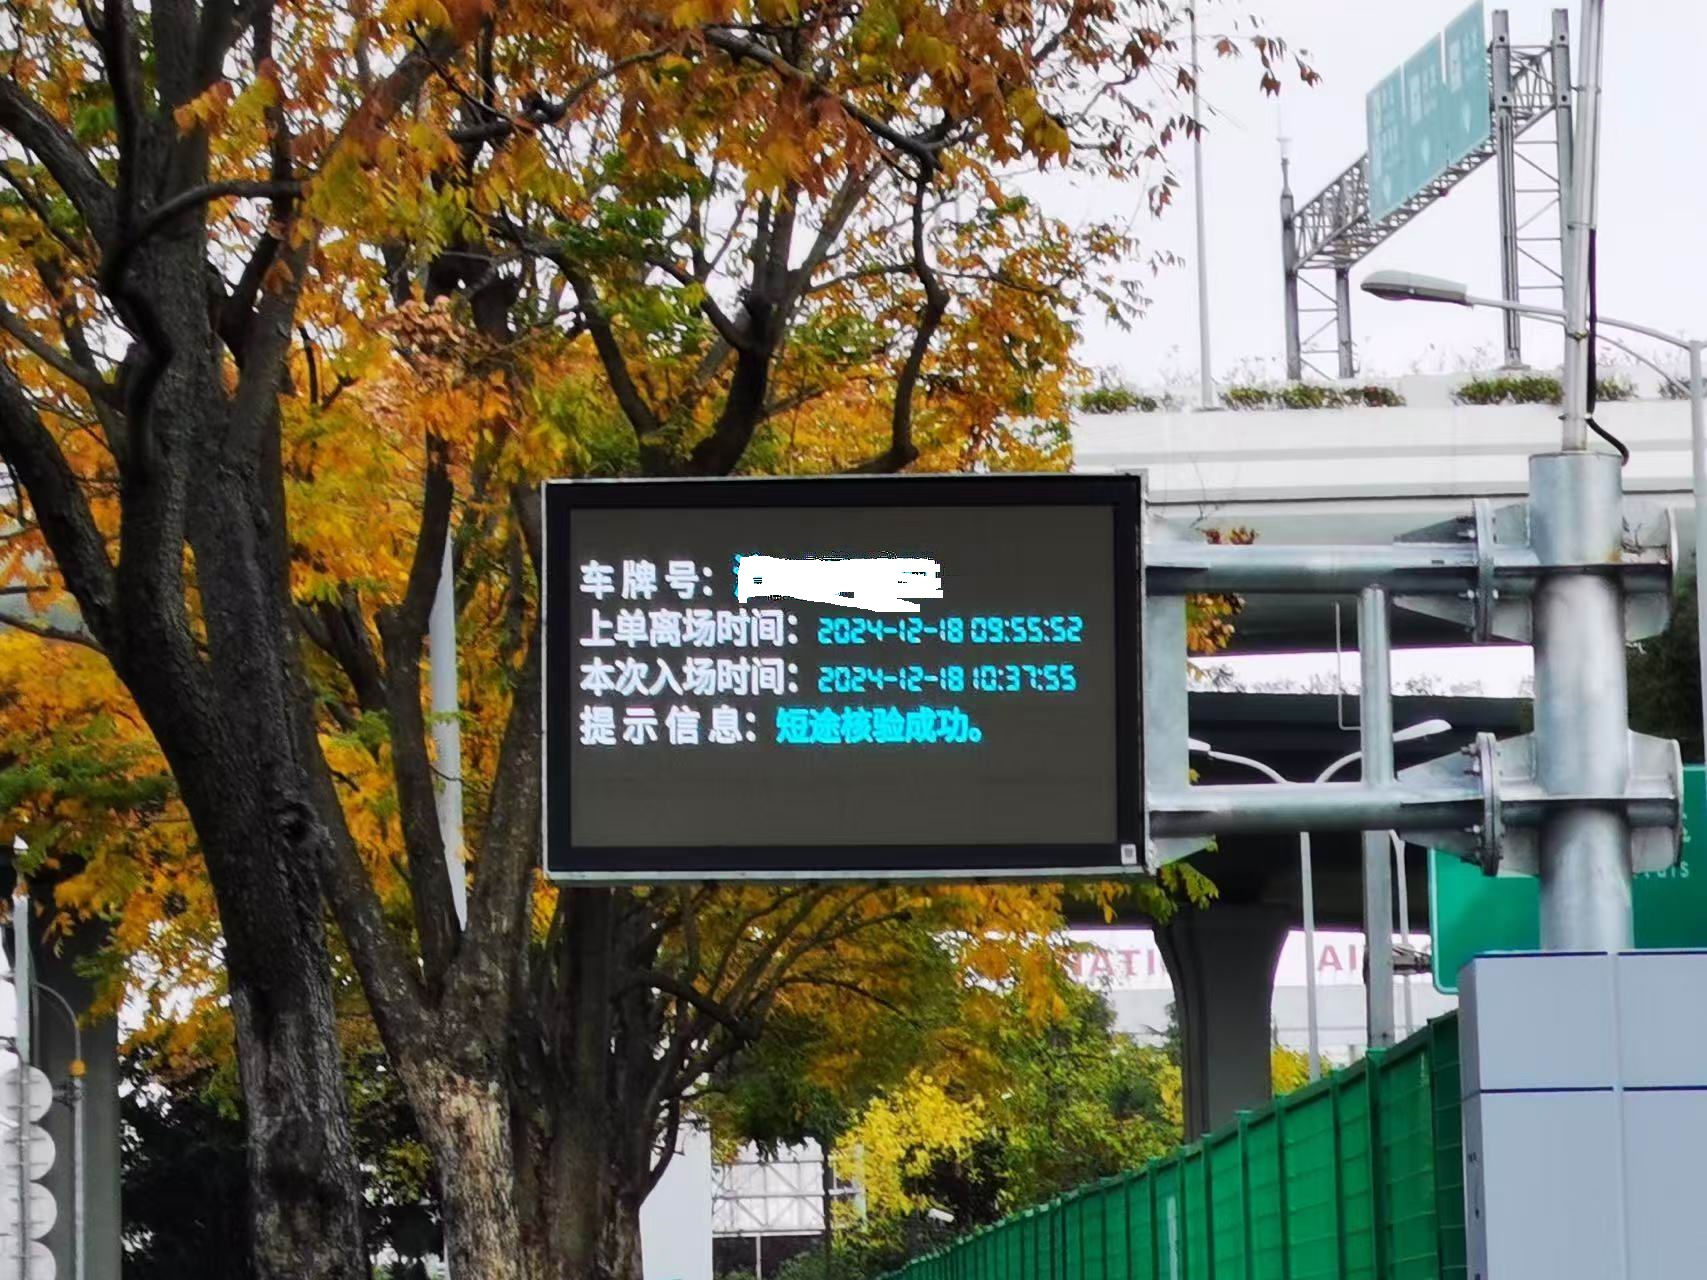 车牌号：
上单离场时间：2024-12-18 09:55:52
本次入场时间：2024-12-18 10:37:55
提示信息：短途核验成功。